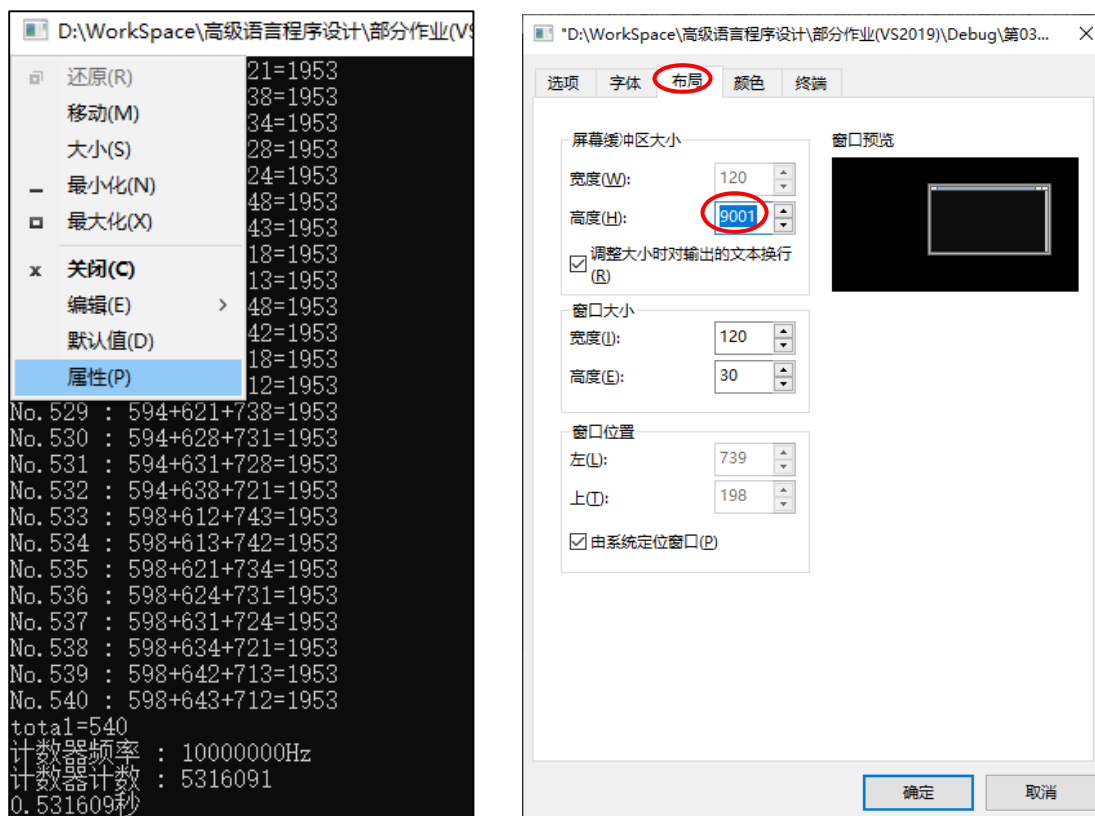 D:\WorkSpace\高级语言程序设计\部分作业(VS
还原(R)
移动(M)
大小(S)
最小化(N)
最大化(X)
关闭(C)
编辑(E)
默认值(D)
属性(P)
21=1953
38=1953
34=1953
28=1953
24=1953
48=1953
43=1953
18=1953
13=1953
48=1953
42=1953
18=1953
12=1953
No.529 : 594+621+738=1953
No.530 : 594+628+731=1953
No.531 : 594+631+728=1953
No.532 : 594+638+721=1953
No.533 : 598+612+743=1953
No.534 : 598+613+742=1953
No.535 : 598+621+734=1953
No.536 : 598+624+731=1953
No.537 : 598+631+724=1953
No.538 : 598+634+721=1953
No.539 : 598+642+713=1953
No.540 : 598+643+712=1953
total=540
计数器频率 : 10000000Hz
计数器计数 : 5316091
0.531609秒
"D:\WorkSpace\高级语言程序设计\部分作业(VS2019)\Debug\第03...
选项 字体 布局 颜色 终端
屏幕缓冲区大小
宽度(W): 120
高度(H): 9001
调整大小时对输出的文本换行
(R)
窗口大小
宽度(I): 120
高度(E): 30
窗口位置
左(L): 739
上(T): 198
由系统定位窗口(P)
窗口预览
确定 取消